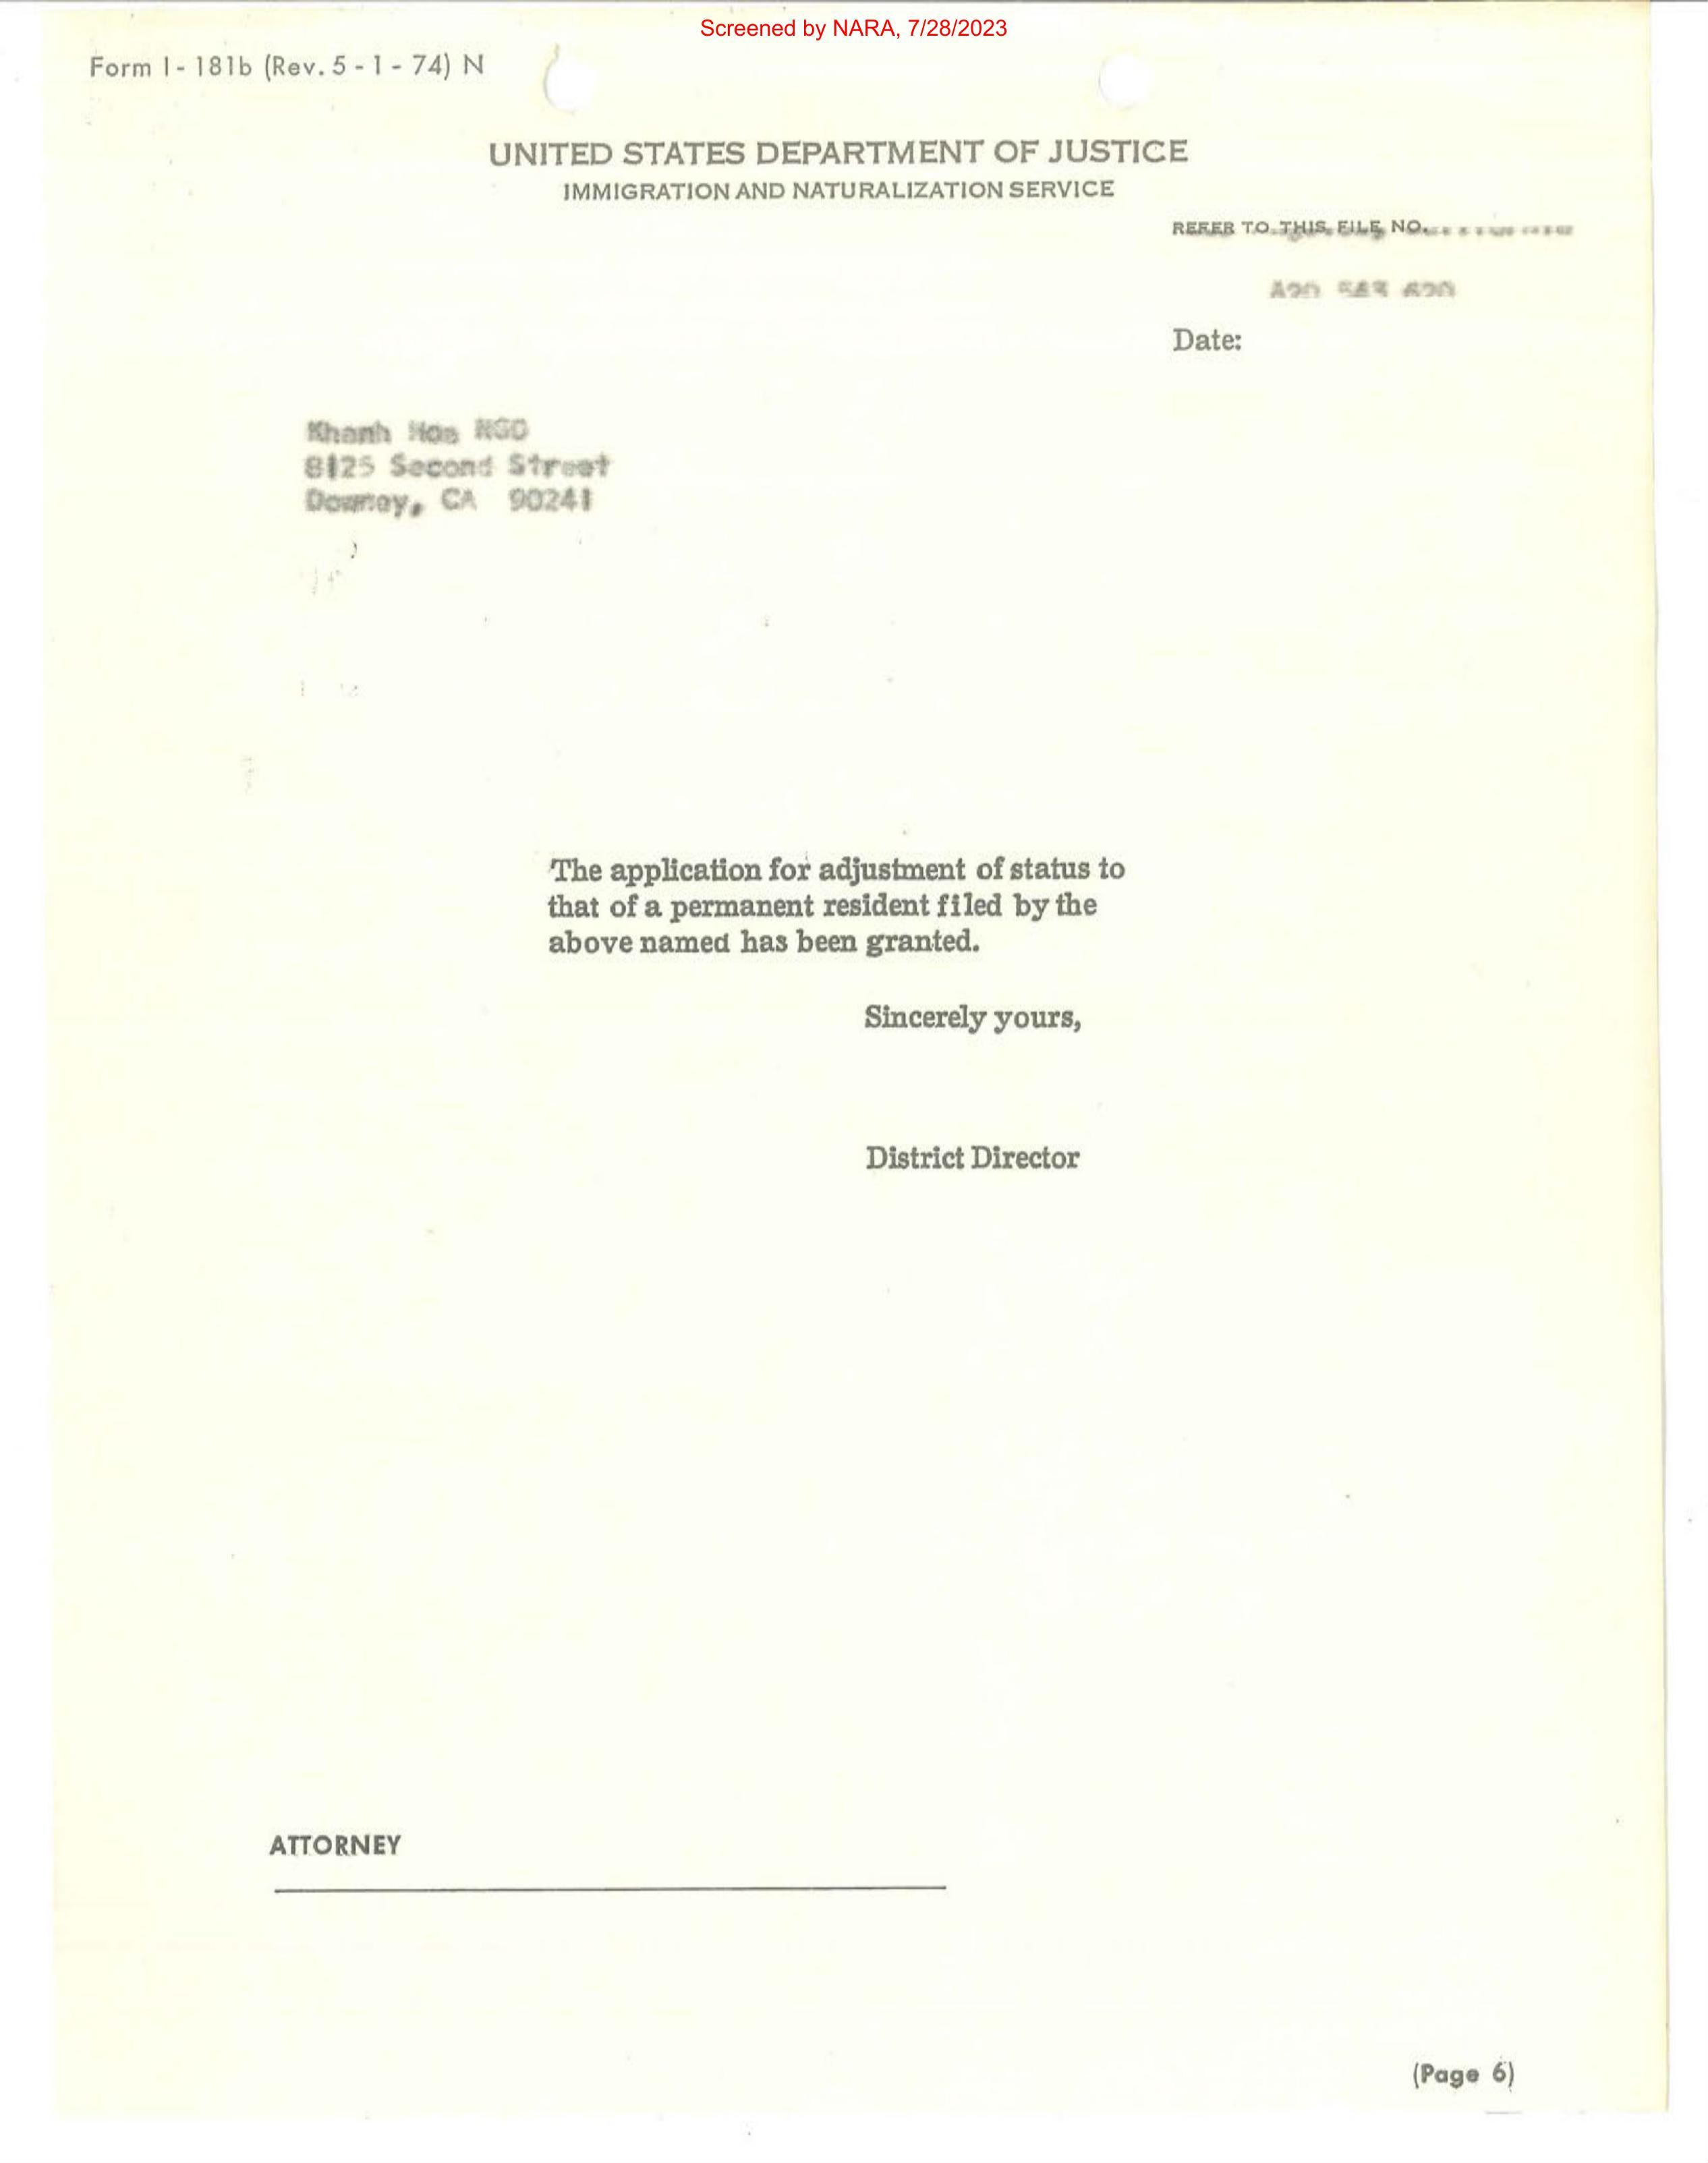 Screened by NARA, 7/28/2023
Form I - 181b (Rev. 5 - 1 - 74) N
UNITED STATES DEPARTMENT OF JUSTICE
IMMIGRATION AND NATURALIZATION SERVICE
REFER TO THIS FILE NO.
A20 543 620
Date:
Khanh Hoa NGO
8125 Second Street
Downey, CA 90241
The application for adjustment of status to
that of a permanent resident filed by the
above named has been granted.
Sincerely yours,
District Director
ATTORNEY
(Page 6)